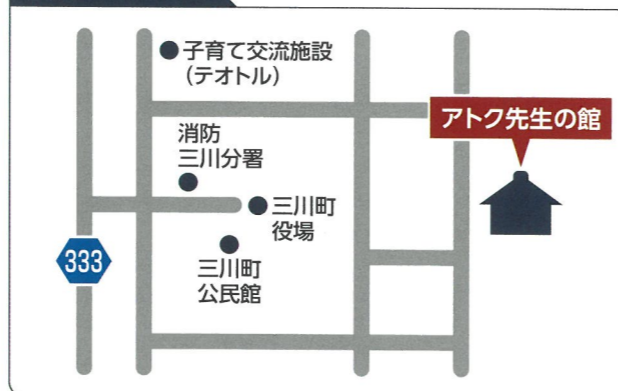 ●子育て交流施設
(テオトル)
アトク先生の館
消防
三川分署
●三川町
役場
333
三川町
公民館